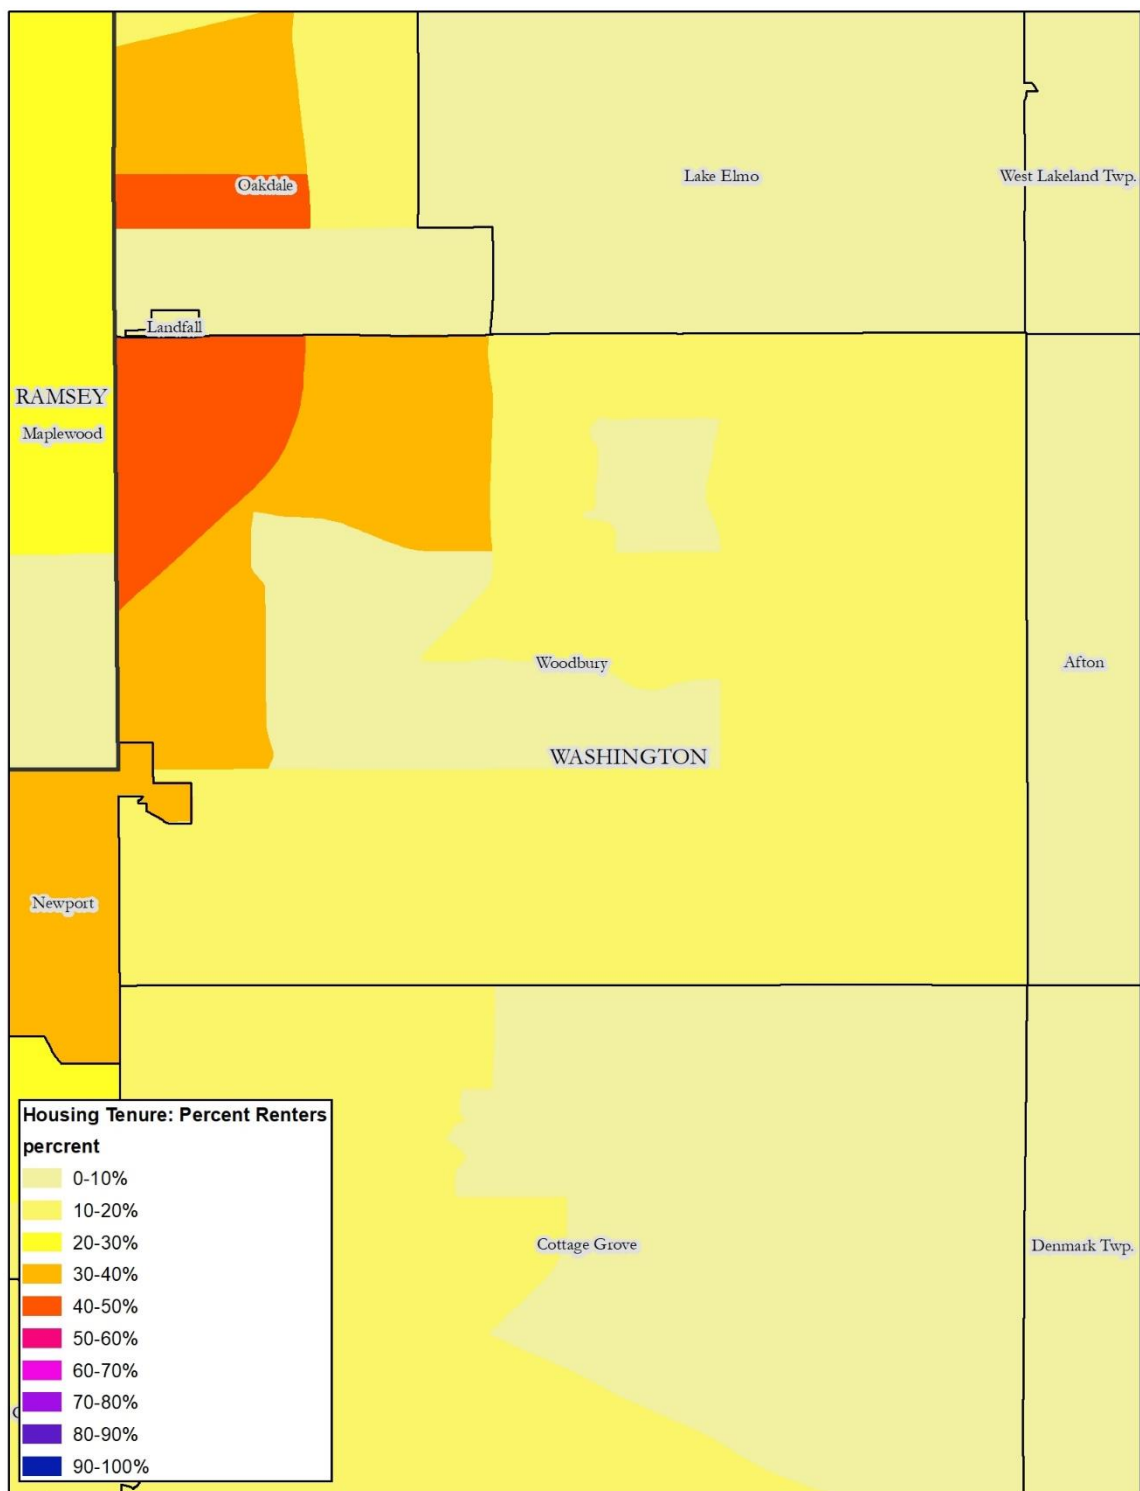 Oakdale
Lake Elmo
West Lakeland Twp.
Landfall
RAMSEY
Maplewood
Woodbury
Afton
WASHINGTON
Newport
Cottage Grove
Denmark Twp.
Housing Tenure: Percent Renters
percrent
0-10%
10-20%
20-30%
30-40%
40-50%
50-60%
60-70%
70-80%
80-90%
90-100%